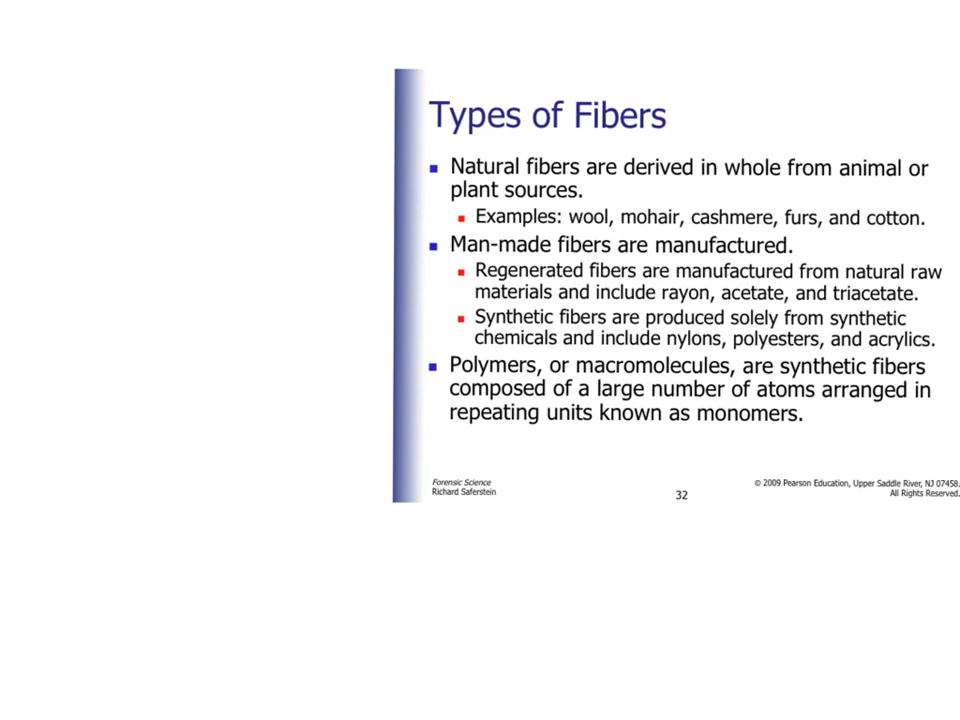 Types of Fibers
Natural fibers are derived in whole from animal or
plant sources.
Examples: wool, mohair, cashmere, furs, and cotton.
Man-made fibers are manufactured.
Regenerated fibers are manufactured from natural raw
materials and include rayon, acetate, and triacetate.
Synthetic fibers are produced solely from synthetic
chemicals and include nylons, polyesters, and acrylics.
Polymers, or macromolecules, are synthetic fibers
composed of a large number of atoms arranged in
repeating units known as monomers.
Forensic Science
Richard Saferstein
32
© 2009 Pearson Education, Upper Saddle River, NJ 07458.
All Rights Reserved.